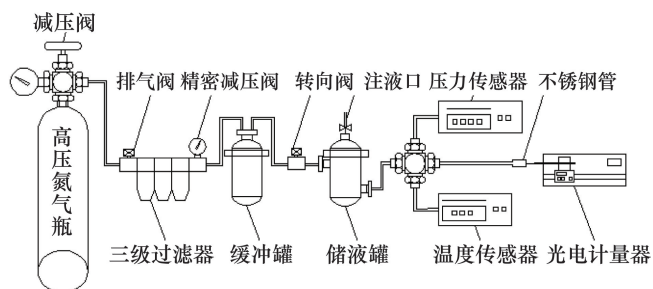 减压阀
排气阀 精密减压阀 转向阀 注液口 压力传感器 不锈钢管
高压氮气瓶
三级过滤器 缓冲罐 储液罐 温度传感器 光电计量器